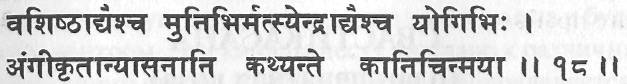 वशिष्ठाद्यैश्च मुनिभिर्मत्स्येन्द्राद्यैश्च योगिभिः ।
अंगीकृतान्यासनानि कथ्यन्ते कानिचिन्मया ।। १८ ।।